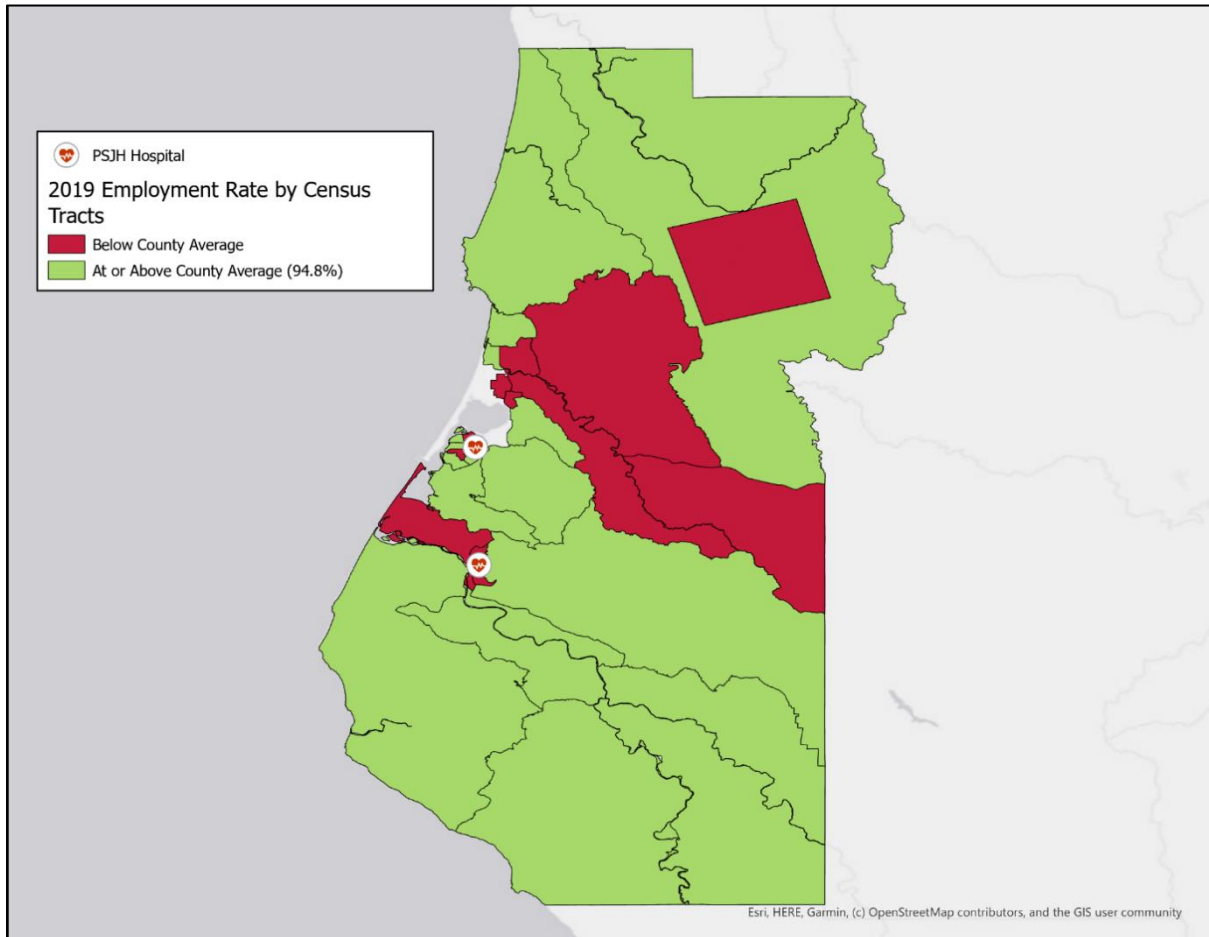 PSJH Hospital
2019 Employment Rate by Census
Tracts
Below County Average
At or Above County Average (94.8%)
Esri, HERE, Garmin, (c) OpenStreetMap contributors, and the GIS user community